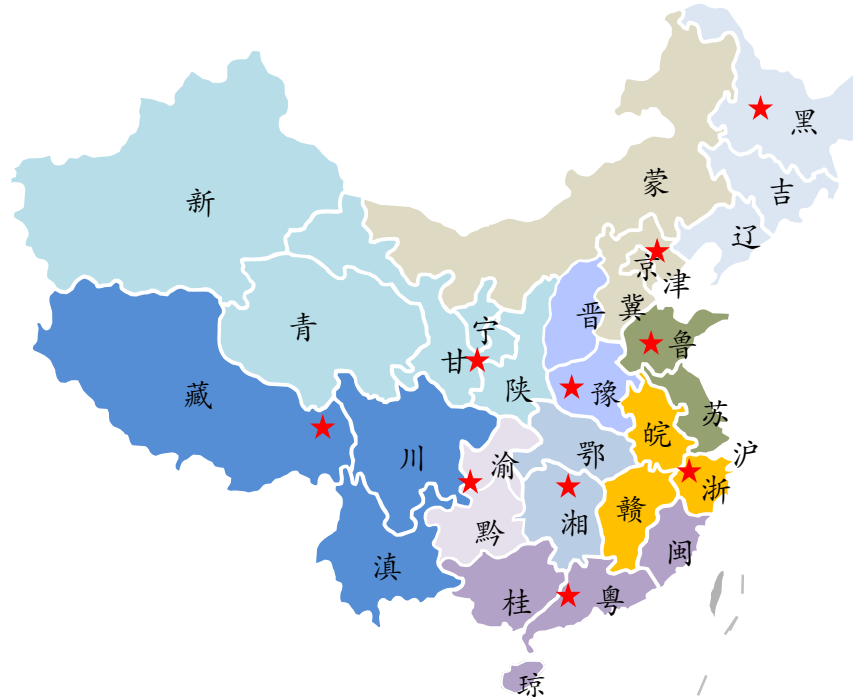 黑
吉
蒙
新
辽
京
津
冀
晋
宁
青
鲁
甘
陕
藏
豫
苏
皖
沪
川
渝
鄂
浙
赣
湘
黔
闽
滇
桂
粤
琼